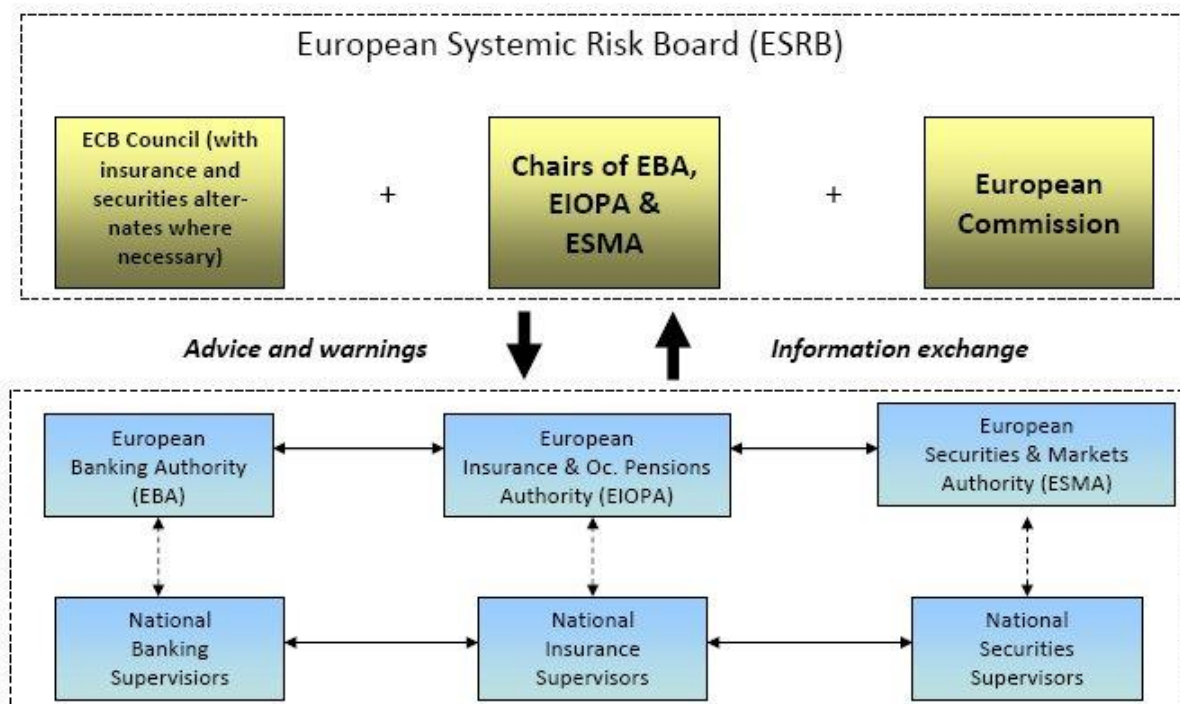 European Systemic Risk Board (ESRB)
ECB Council (with
insurance and
securities alter-
nates where
necessary)
+
Chairs of EBA,
EIOPA &
ESMA
+
European
Commission
Advice and warnings
Information exchange
European
Banking Authority
(EBA)
European
Insurance & Oc. Pensions
Authority (EIOPA)
European
Securities & Markets
Authority (ESMA)
National
Banking
Supervisiors
National
Insurance
Supervisors
National
Securities
Supervisors